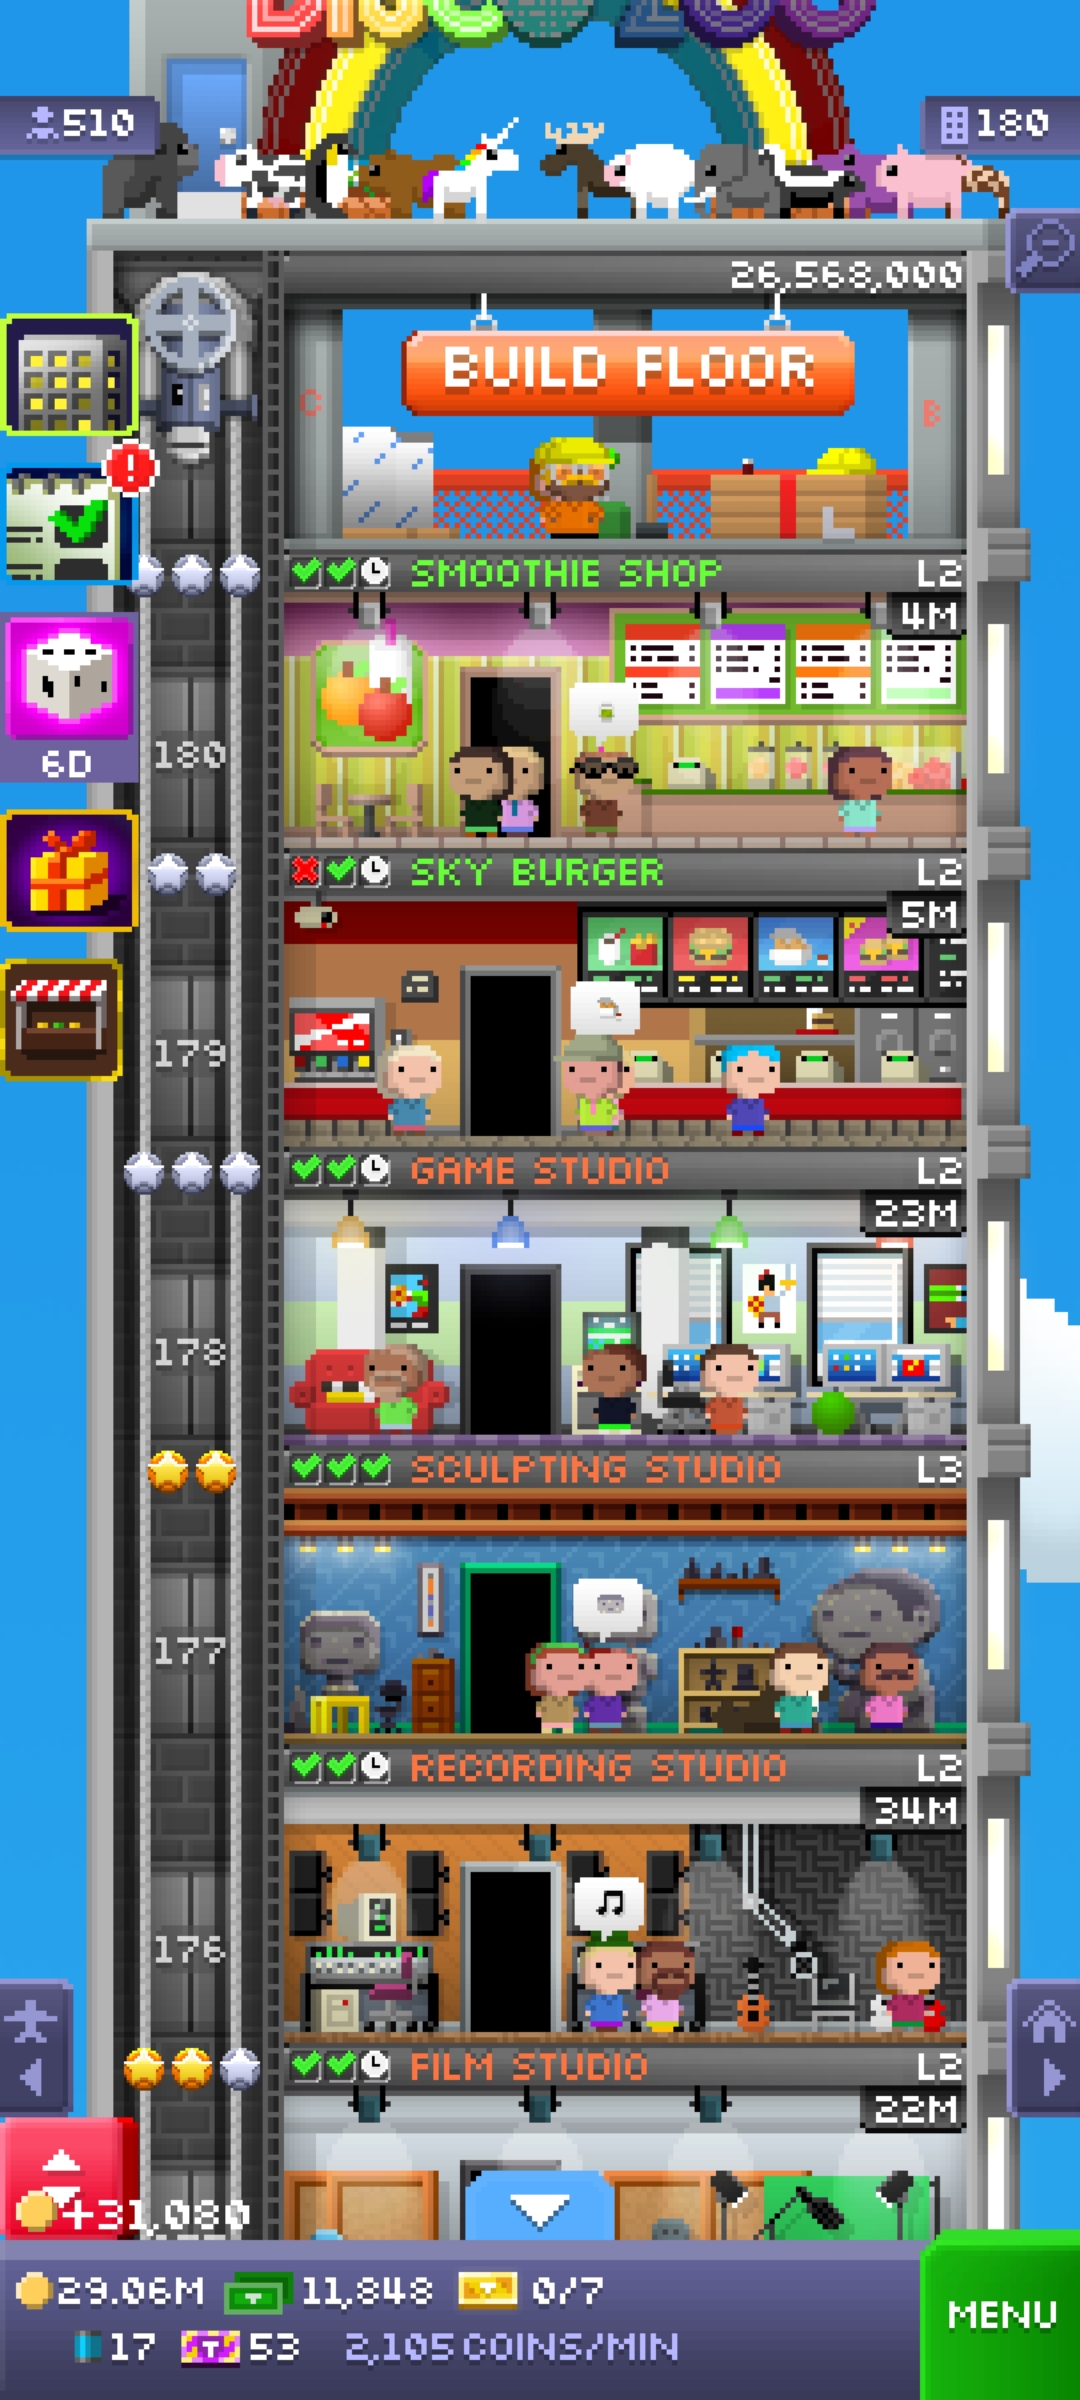 DISCO ZOO
510
180
26,568,000
BUILD FLOOR
C
B
SMOOTHIE SHOP L2
4M
6D
180
SKY BURGER L2
5M
179
GAME STUDIO L2
23M
178
SCULPTING STUDIO L3
177
RECORDING STUDIO L2
34M
176
FILM STUDIO L2
22M
+31,080
29.06M 11,848 0/7
17 53 2,105 COINS/MIN
MENU